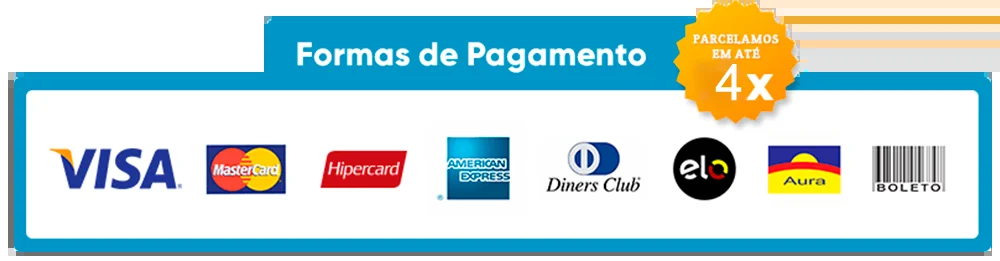 Formas de Pagamento
PARCELAMOS
EM ATÉ
4x
VISA
MasterCard
Hipercard
AMERICAN
EXPRESS
®
Diners Club®
elo
Aura
BOLETO